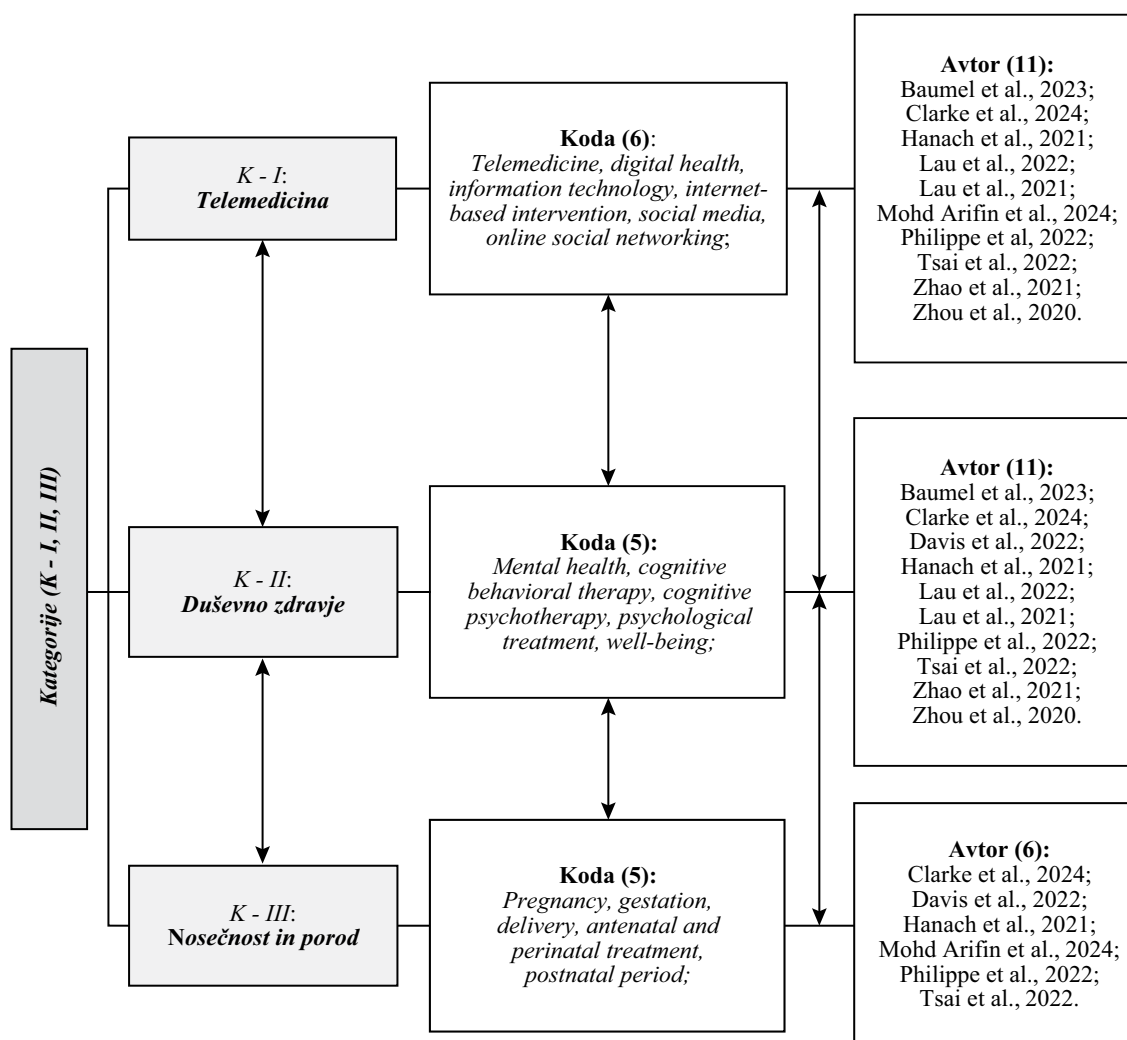 Kategorije (K - I, II, III)
K - I:
Telemedicina
Koda (6):
Telemedicine, digital health,
information technology, internet-
based intervention, social media,
online social networking;
Avtor (11):
Baumel et al., 2023;
Clarke et al., 2024;
Hanach et al., 2021;
Lau et al., 2022;
Lau et al., 2021;
Mohd Arifin et al., 2024;
Philippe et al, 2022;
Tsai et al., 2022;
Zhao et al., 2021;
Zhou et al., 2020.
K - II:
Duševno zdravje
Koda (5):
Mental health, cognitive
behavioral therapy, cognitive
psychotherapy, psychological
treatment, well-being;
Avtor (11):
Baumel et al., 2023;
Clarke et al., 2024;
Davis et al., 2022;
Hanach et al., 2021;
Lau et al., 2022;
Lau et al., 2021;
Philippe et al., 2022;
Tsai et al., 2022;
Zhao et al., 2021;
Zhou et al., 2020.
K - III:
Nosečnost in porod
Koda (5):
Pregnancy, gestation,
delivery, antenatal and
perinatal treatment,
postnatal period;
Avtor (6):
Clarke et al., 2024;
Davis et al., 2022;
Hanach et al., 2021;
Mohd Arifin et al., 2024;
Philippe et al., 2022;
Tsai et al., 2022.